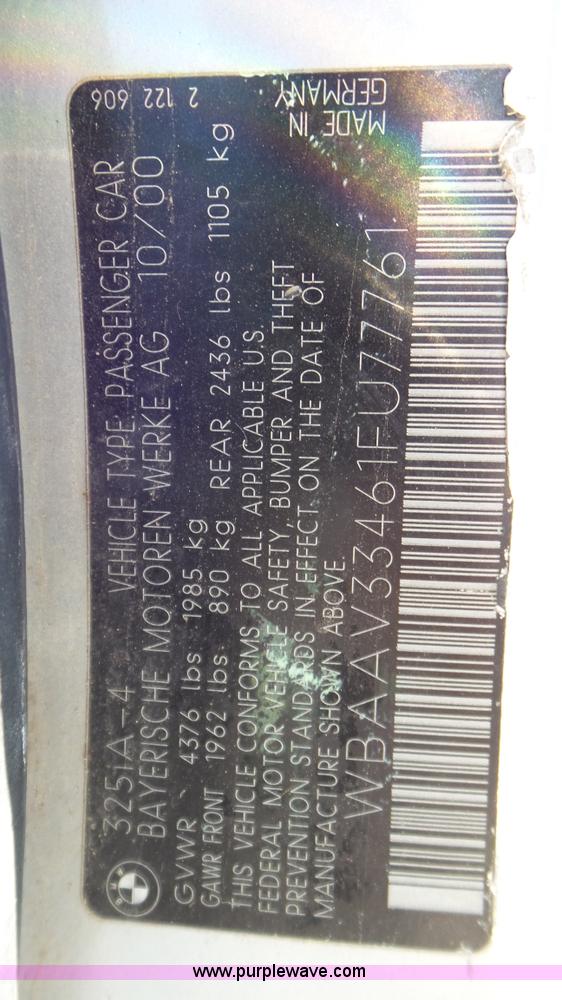 325iA-4 VEHICLE TYPE: PASSENGER CAR 2 122 606
BAYERISCHE MOTOREN WERKE AG 10/00
GVWR 4376 lbs 1985 kg
GAWR FRONT 1962 lbs 890 kg REAR 2436 lbs 1105 kg
THIS VEHICLE CONFORMS TO ALL APPLICABLE U.S.
FEDERAL MOTOR VEHICLE SAFETY, BUMPER AND THEFT
PREVENTION STANDARDS IN EFFECT ON THE DATE OF
MANUFACTURE SHOWN ABOVE.
MADE IN
GERMANY
WBAAV33461FU77761
www.purplewave.com